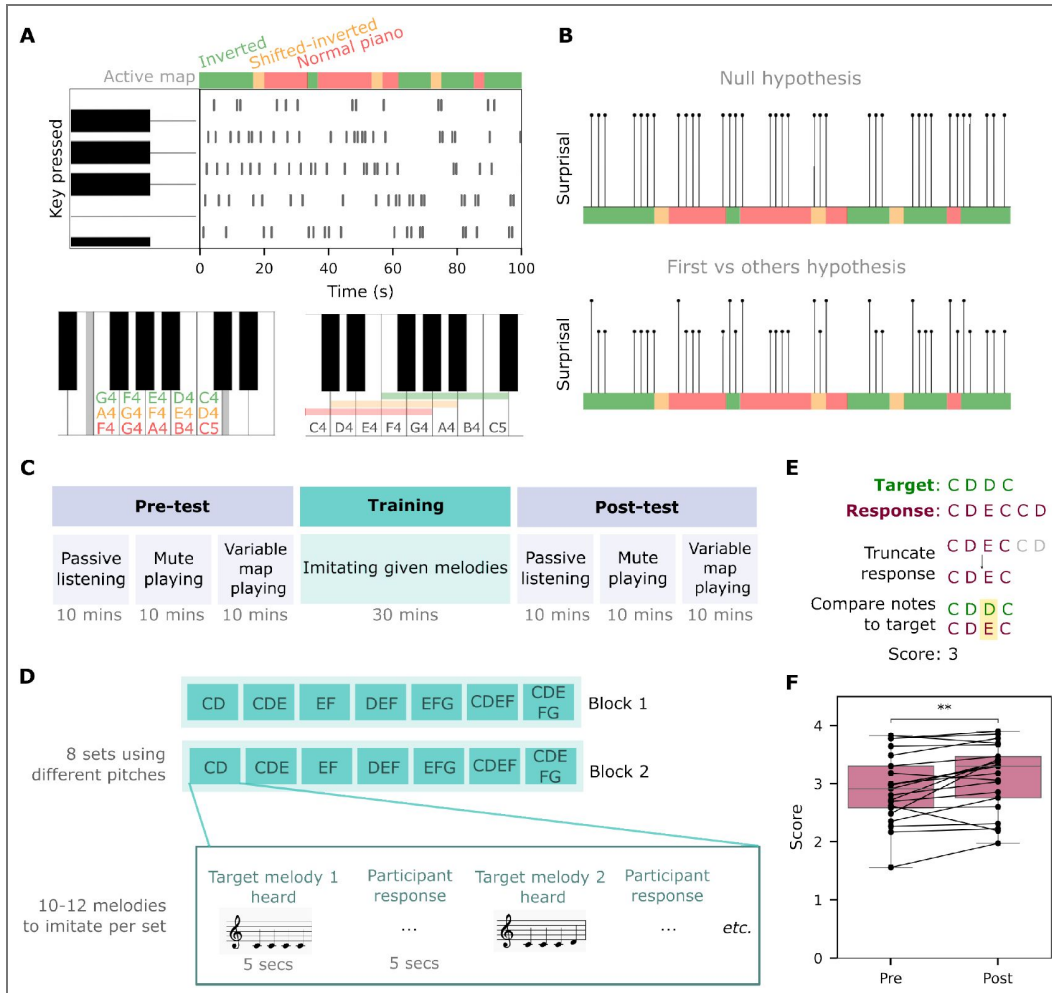 A
Inverted
Shifted-inverted
Normal piano
Active map
Key pressed
0 20 40 60 80 100
Time (s)
G4 F4 E4 D4 C4
A4 G4 F4 E4 D4
F4 G4 A4 B4 C5
C4 D4 E4 F4 G4 A4 B4 C5
B
Null hypothesis
Surprisal
First vs others hypothesis
Surprisal
C
Pre-test Training Post-test
Passive listening
10 mins
Mute playing
10 mins
Variable map playing
10 mins
Imitating given melodies
30 mins
Passive listening
10 mins
Mute playing
10 mins
Variable map playing
10 mins
D
8 sets using
different pitches
CD CDE EF DEF EFG CDEF CDE FG Block 1
CD CDE EF DEF EFG CDEF CDE FG Block 2
10-12 melodies
to imitate per set
Target melody 1
heard
5 secs
Participant
response
...
5 secs
Target melody 2
heard
Participant
response
...
etc.
E
Target: C D D C
Response: C D E C C D
Truncate
response
C D E C C D
C D E C
Compare notes
to target
C D D C
C D E C
Score: 3
F
**
Score
4
3
2
1
0
Pre Post